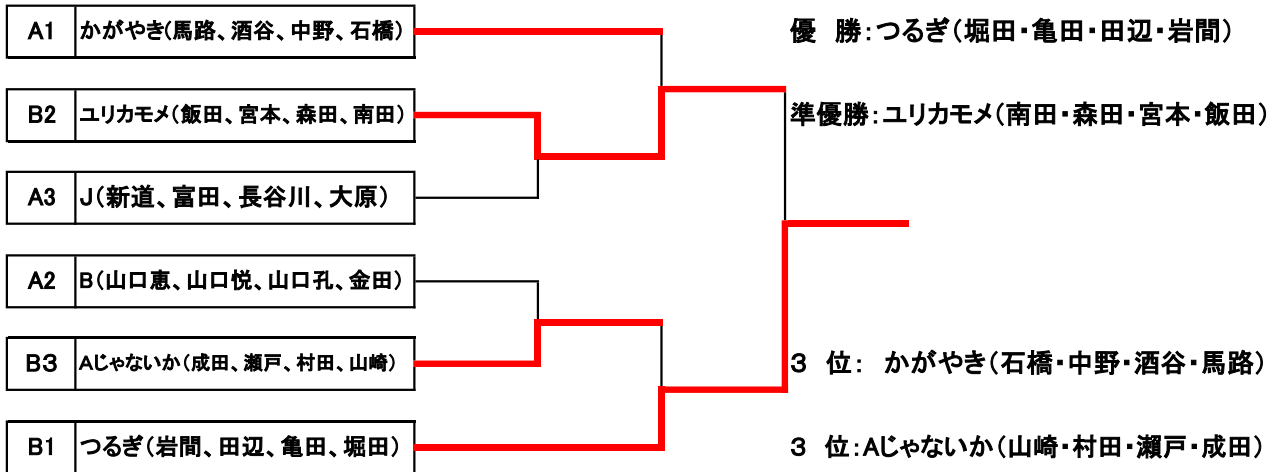 A1 かがやき(馬路、酒谷、中野、石橋)
優　勝：つるぎ(堀田・亀田・田辺・岩間)
B2 ユリカモメ(飯田、宮本、森田、南田)
準優勝：ユリカモメ(南田・森田・宮本・飯田)
A3 J(新道、富田、長谷川、大原)
A2 B(山口恵、山口悦、山口孔、金田)
B3 Aじゃないか(成田、瀬戸、村田、山崎)
3　位：　かがやき(石橋・中野・酒谷・馬路)
B1 つるぎ(岩間、田辺、亀田、堀田)
3　位：Aじゃないか(山崎・村田・瀬戸・成田)